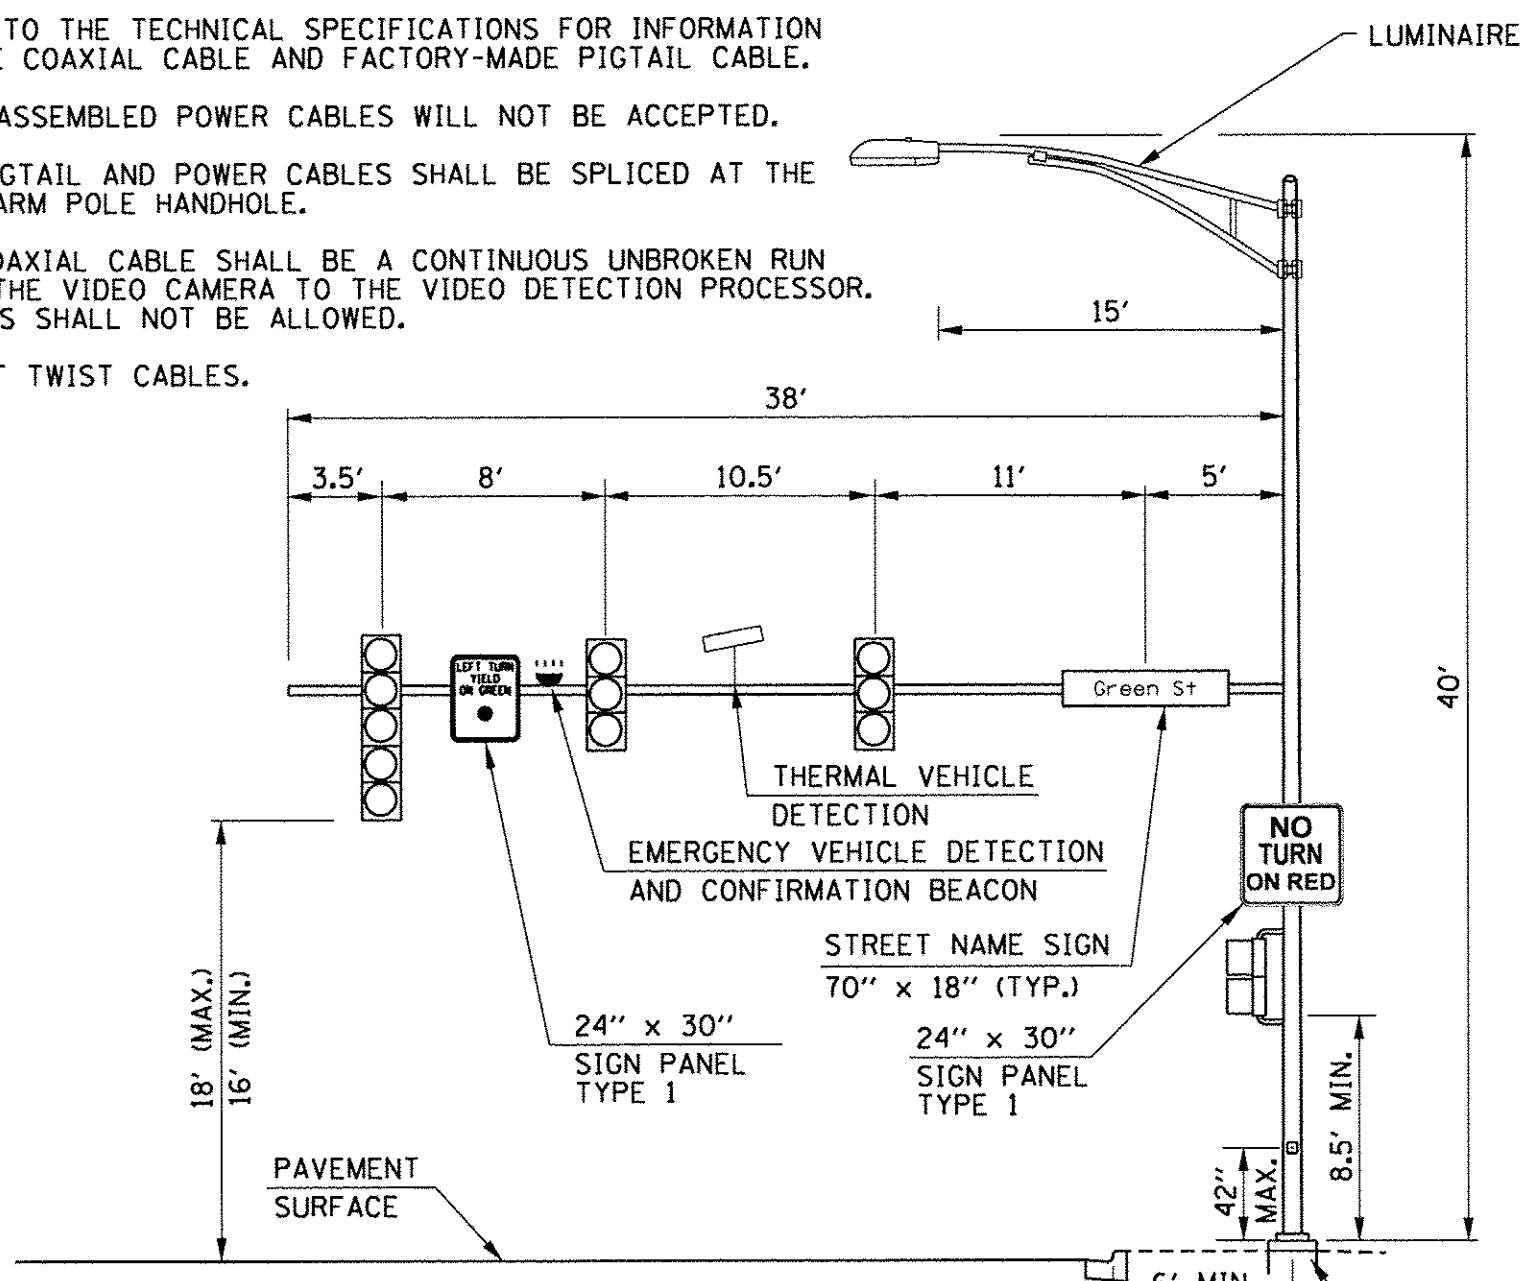 TO THE TECHNICAL SPECIFICATIONS FOR INFORMATION
COAXIAL CABLE AND FACTORY-MADE PIGTAIL CABLE.
ASSEMBLED POWER CABLES WILL NOT BE ACCEPTED.
GTAIL AND POWER CABLES SHALL BE SPLICED AT THE
ARM POLE HANDHOLE.
OAXIAL CABLE SHALL BE A CONTINUOUS UNBROKEN RUN
THE VIDEO CAMERA TO THE VIDEO DETECTION PROCESSOR.
S SHALL NOT BE ALLOWED.
T TWIST CABLES.
LUMINAIRE
15'
38'
3.5' 8' 10.5' 11' 5'
40'
LEFT TURN
YIELD
ON GREEN
Green St
THERMAL VEHICLE
DETECTION
EMERGENCY VEHICLE DETECTION
AND CONFIRMATION BEACON
NO
TURN
ON RED
STREET NAME SIGN
70'' x 18'' (TYP.)
18' (MAX.)
16' (MIN.)
24'' x 30''
SIGN PANEL
TYPE 1
24'' x 30''
SIGN PANEL
TYPE 1
8.5' MIN.
42''
MAX.
PAVEMENT
SURFACE
6' MIN